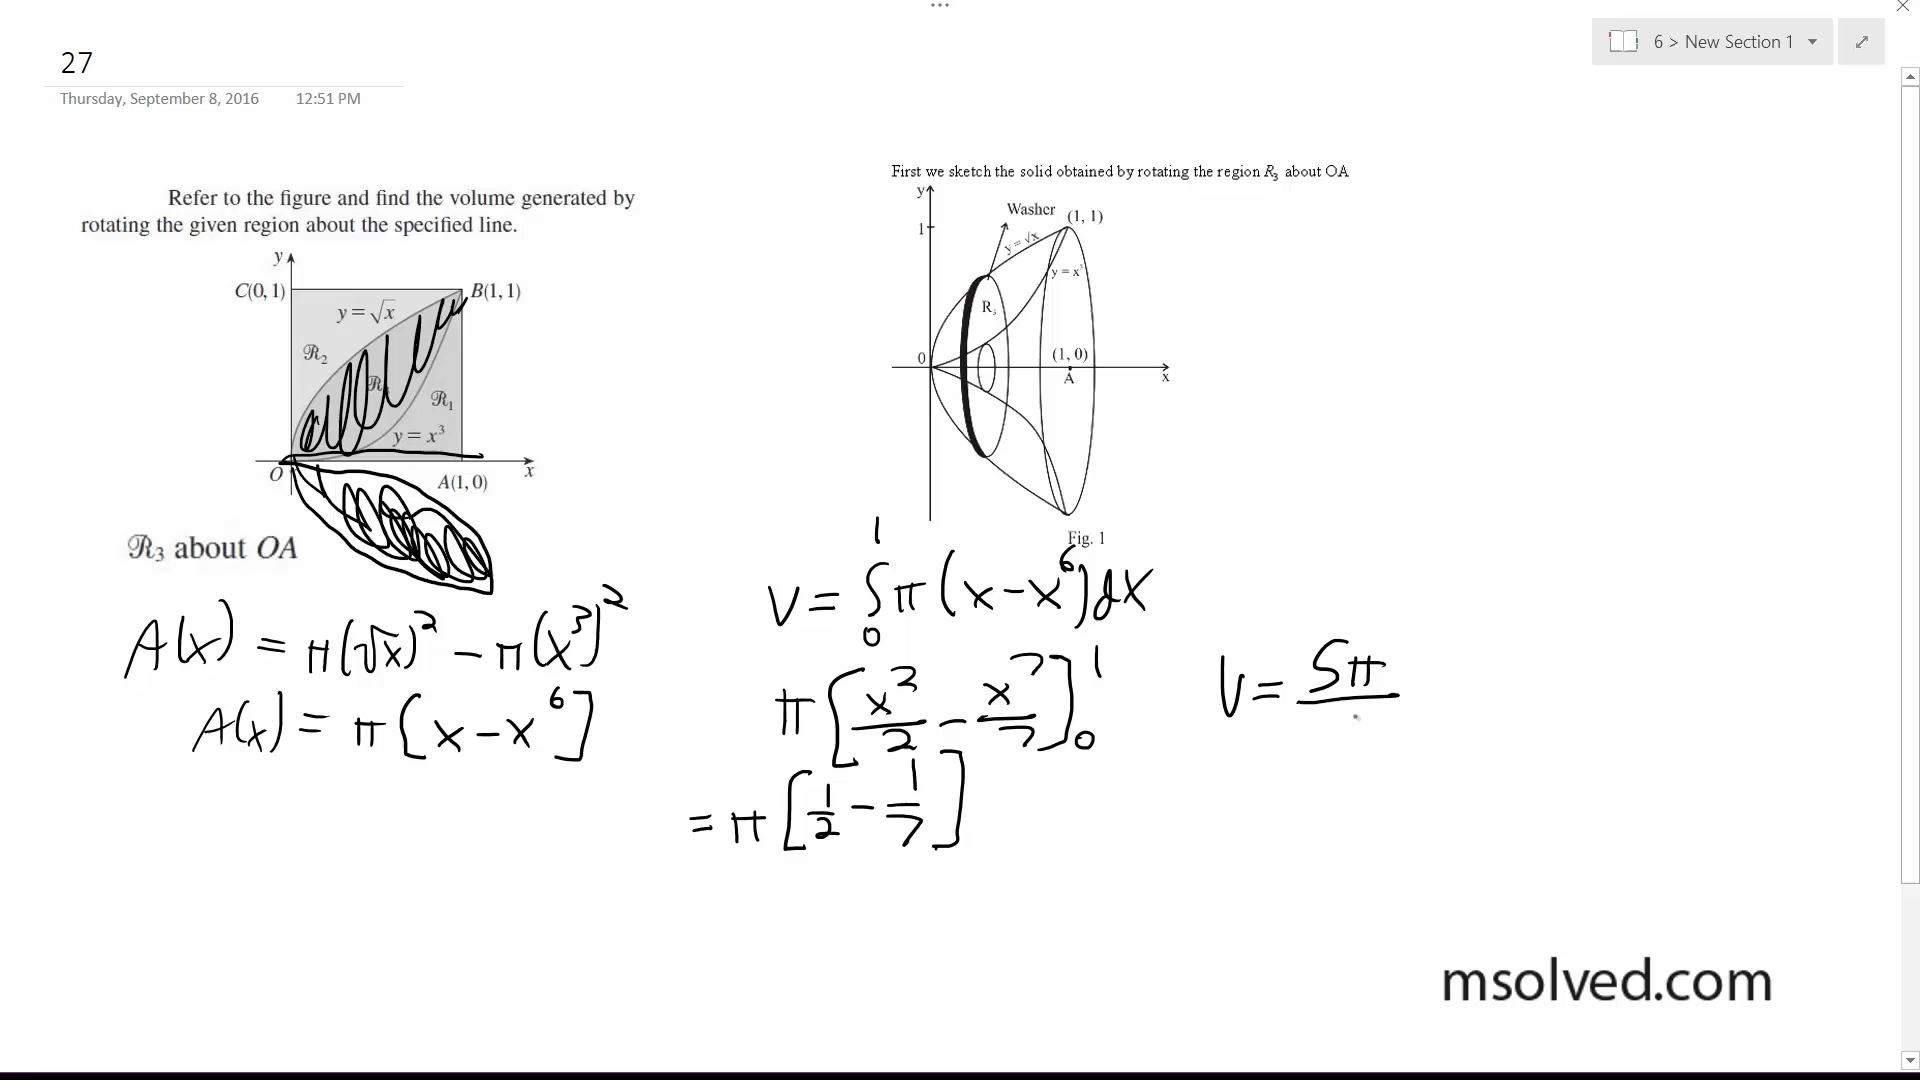 ...
6 > New Section 1
27
Thursday, September 8, 2016 12:51 PM
Refer to the figure and find the volume generated by
rotating the given region about the specified line.
y
C(0, 1)
B(1, 1)
y = √x
ℛ2
ℛ
ℛ1
y = x³
O
A(1, 0)
x
ℛ3 about OA
A(x) = π(√x)² - π(x³)²
A(x) = π[x - x⁶]
First we sketch the solid obtained by rotating the region R3 about OA
y
Washer
(1, 1)
1
y = √x
y = x³
R3
0
(1, 0)
A
x
Fig. 1
V = ∫₀¹ π(x - x⁶)dx
π[x²/2 - x⁷/7]₀¹
= π[1/2 - 1/7]
V = 5π
msolved.com